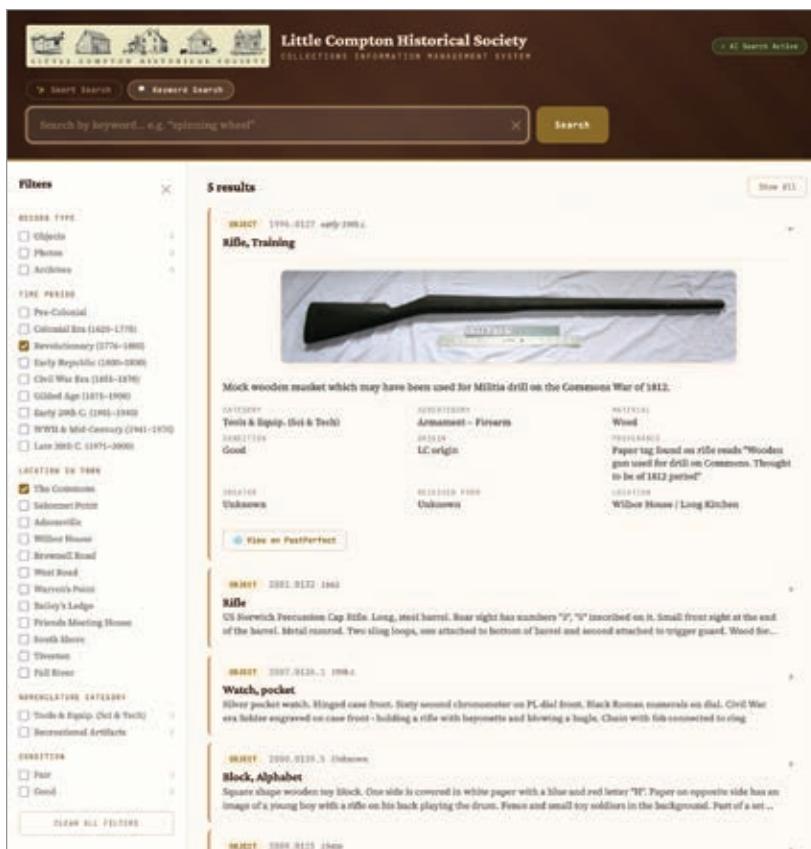 Little Compton Historical Society
LITTLE COMPTON HISTORICAL SOCIETY
COLLECTIONS INFORMATION MANAGEMENT SYSTEM
AI Search Active
Smart Search
Keyword Search
Search by keyword... e.g. "spinning wheel"
Search
Filters
5 results
Show All
RECORD TYPE
Objects
Photos
Archives
TIME PERIOD
Pre-Colonial
Colonial Era (1620-1775)
Revolutionary
Early Republic
Civil War Era
Gilded Age
Early 20th C.
WWII & Mid-Century (1941-1970)
Late 20th C. (1971-2000)
LOCATION IN TOWN
The Commons
Sakonnet Point
Adamsville
Wilbor House
Brownell Road
West Road
Warren's Point
Bailey's Ledge
Friends Meeting House
South Shore
Tiverton
Fall River
NOMENCLATURE CATEGORY
Tools & Equip. (Sci & Tech)
Recreational Artifacts
CONDITION
Fair
Good
CLEAR ALL FILTERS
OBJECT 1996.0127
Rifle, Training
Mock wooden musket which may have been used for Militia drill on the Commons War of 1812.
CATEGORY
Tools & Equip. (Sci & Tech)
SUBCATEGORY
Armament - Firearm
MATERIAL
Wood
CONDITION
Good
ORIGIN
LC origin
PROVENANCE
Paper tag found on rifle reads "Wooden
gun used for drill on Commons. Thought
to be of 1812 period"
CREATOR
Unknown
RECEIVED FROM
Unknown
LOCATION
Wilbor House / Long Kitchen
View on PastPerfect
OBJECT 2001.0132
Rifle
US Norwich Percussion Cap Rifle. Long, steel barrel. Rear sight has numbers "3", "5" inscribed on it. Small front sight at the end
of the barrel. Metal ramrod. Two sling loops, one attached to bottom of barrel and second attached to trigger guard. Wood for...
OBJECT
Watch, pocket
Silver pocket watch. Hinged case front. Sixty second chronometer on PL dial front. Black Roman numerals on dial. Civil War
era Soldier engraved on case front - holding a rifle with bayonette and blowing a bugle. Chain with fob connected to ring
OBJECT Unknown
Block, Alphabet
Square shape wooden toy block. One side is covered in white paper with a blue and red letter "H". Paper on opposite side has an
image of a young boy with a rifle on his back playing the drum. Fence and small toy soldiers in the background. Part of a set ...
OBJECT